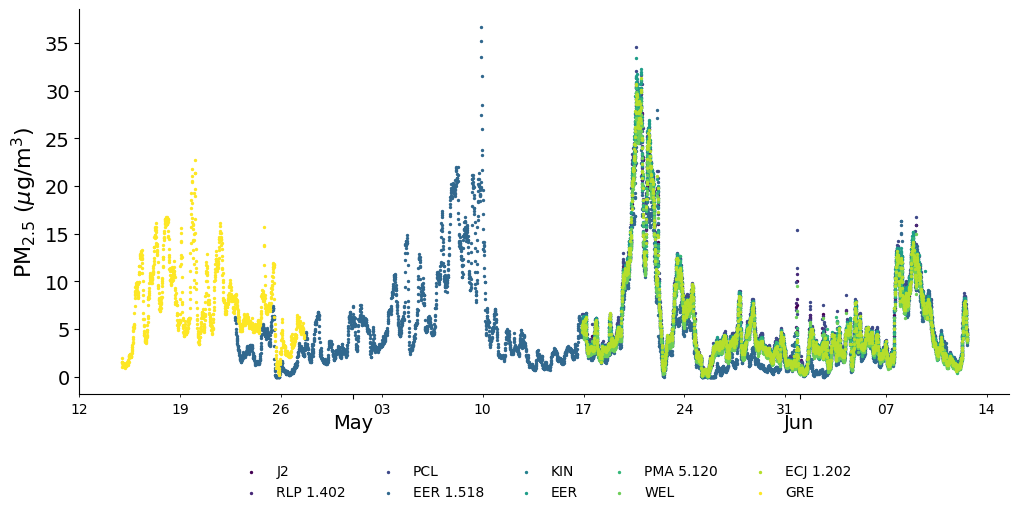 35
30
25
20
15
10
5
0
PM2.5 (μg/m³)
12 19 26 03 10 17 24 31 07 14
May Jun
J2 PCL KIN PMA 5.120 ECJ 1.202
RLP 1.402 EER 1.518 EER WEL GRE